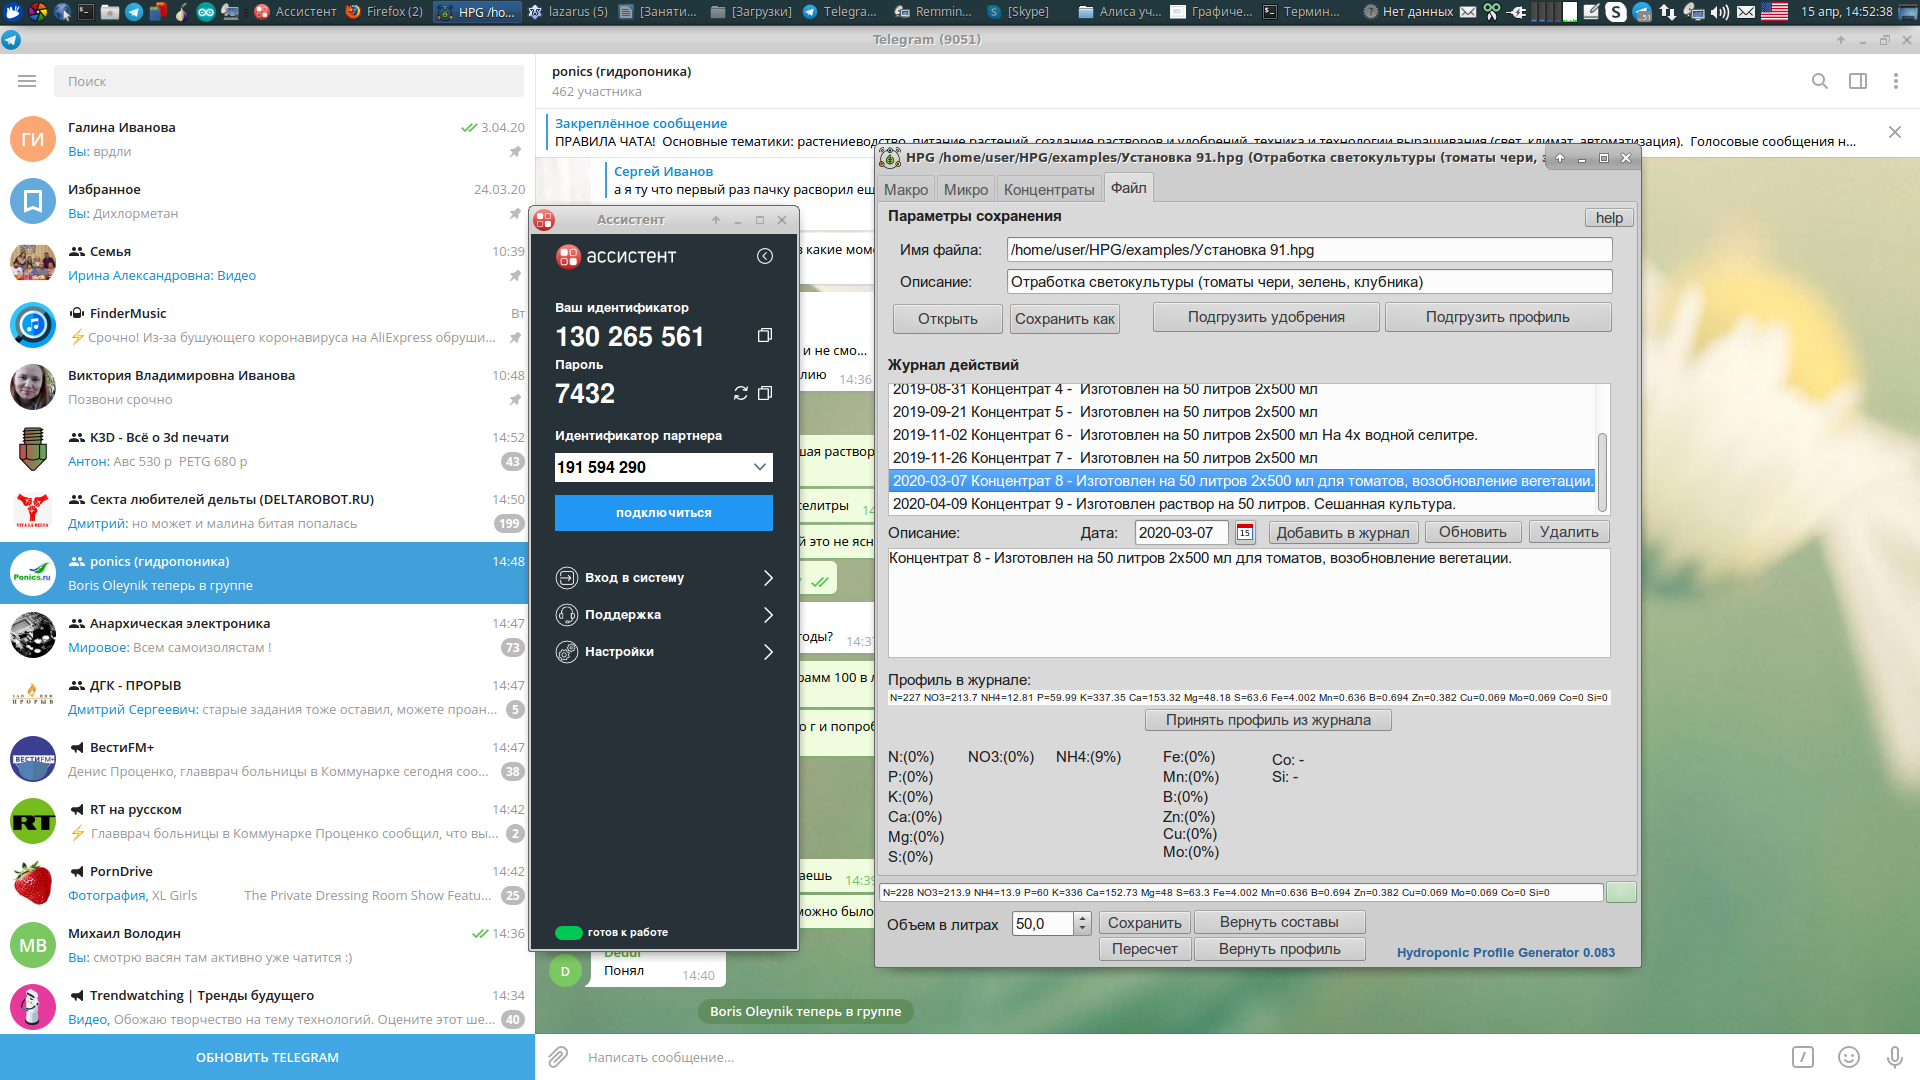 Ассистент
Firefox (2)
HPG /ho...
lazarus (5)
[Заняти...
[Загрузки]
Telegra...
Remmin...
[Skype]
Алиса уч...
Графиче...
Термин...
Нет данных
51
15 апр, 14:52:38
Telegram (9051)
Поиск
ГИ
Галина Иванова
3.04.20
Вы: врдли
Избранное
24.03.20
Вы: Дихлорметан
Семья
10:39
Ирина Александровна: Видео
FinderMusic
Вт
⚡Срочно! Из-за бушующего коронавируса на AliExpress обруши...
Виктория Владимировна Иванова
10:48
Позвони срочно
K3D - Всё о 3d печати
14:52
Антон: Авс 530 р  PETG 680 р
43
Секта любителей дельты (DELTAROBOT.RU)
14:50
VIVA LA DELTA
Дмитрий: но может и малина битая попалась
199
ponics (гидропоника)
14:48
Ponics.ru
Boris Oleynik теперь в группе
Анархическая электроника
14:47
Мировое: Всем самоизолястам !
73
ДГК - ПРОРЫВ
14:47
ПРОРЫВ
Дмитрий Сергеевич: старые задания тоже оставил, можете проан...
5
ВестиFM+
14:47
ВЕСТИFM+
Денис Проценко, главврач больницы в Коммунарке сегодня соо...
38
RT на русском
14:42
RT
⚡ Главврач больницы в Коммунарке Проценко сообщил, что вы...
2
PornDrive
14:42
Фотография, XL Girls
The Private Dressing Room Show Featu...
25
MB
Михаил Володин
14:36
Вы: смотрю васян там активно уже чатится :)
Trendwatching | Тренды будущего
14:34
Видео, Обожаю творчество на тему технологий. Оцените этот ше...
40
ОБНОВИТЬ TELEGRAM
ponics (гидропоника)
462 участника
Закреплённое сообщение
ПРАВИЛА ЧАТА!  Основные тематики: растениеводство, питание растений, создание растворов и удобрений, техника и технологии выращивания (свет, климат, автоматизация).  Голосовые сообщения н...
Сергей Иванов
а я ту что первый раз пачку расворил ещ
в какие моме
и не смо...
лию
14:36
шая раствор
селитры
14
й это не ясн
годы?
14:37
рамм 100 в л
о г и попроб
аешь
14:39
можно было
Dedul
D
Понял
14:40
Boris Oleynik теперь в группе
Написать сообщение...
Ассистент
ассистент
Ваш идентификатор
130 265 561
Пароль
7432
Идентификатор партнера
191 594 290
подключиться
Вход в систему
Поддержка
Настройки
готов к работе
HPG /home/user/HPG/examples/Установка 91.hpg (Отработка светокультуры (томаты чери, з
Макро
Микро
Концентраты
Файл
Параметры сохранения
help
Имя файла:
/home/user/HPG/examples/Установка 91.hpg
Описание:
Отработка светокультуры (томаты чери, зелень, клубника)
Открыть
Сохранить как
Подгрузить удобрения
Подгрузить профиль
Журнал действий
2019-08-31 Концентрат 4 -  Изготовлен на 50 литров 2x500 мл
2019-09-21 Концентрат 5 -  Изготовлен на 50 литров 2x500 мл
2019-11-02 Концентрат 6 -  Изготовлен на 50 литров 2x500 мл На 4х водной селитре.
2019-11-26 Концентрат 7 -  Изготовлен на 50 литров 2x500 мл
2020-03-07 Концентрат 8 - Изготовлен на 50 литров 2x500 мл для томатов, возобновление вегетации.
2020-04-09 Концентрат 9 - Изготовлен раствор на 50 литров. Сешанная культура.
Описание:
Дата:
2020-03-07
15
Добавить в журнал
Обновить
Удалить
Концентрат 8 - Изготовлен на 50 литров 2x500 мл для томатов, возобновление вегетации.
Профиль в журнале:
N=227 NO3=213.7 NH4=12.81 P=59.99 K=337.35 Ca=153.32 Mg=48.18 S=63.6 Fe=4.002 Mn=0.636 B=0.694 Zn=0.382 Cu=0.069 Mo=0.069 Co=0 Si=0
Принять профиль из журнала
N:(0%)
NO3:(0%)
NH4:(9%)
Fe:(0%)
Co: -
P:(0%)
Mn:(0%)
Si: -
K:(0%)
B:(0%)
Ca:(0%)
Zn:(0%)
Mg:(0%)
Cu:(0%)
S:(0%)
Mo:(0%)
N=228 NO3=213.9 NH4=13.9 P=60 K=336 Ca=152.73 Mg=48 S=63.3 Fe=4.002 Mn=0.636 B=0.694 Zn=0.382 Cu=0.069 Mo=0.069 Co=0 Si=0
Объем в литрах
50,0
Сохранить
Вернуть составы
Пересчет
Вернуть профиль
Hydroponic Profile Generator 0.083